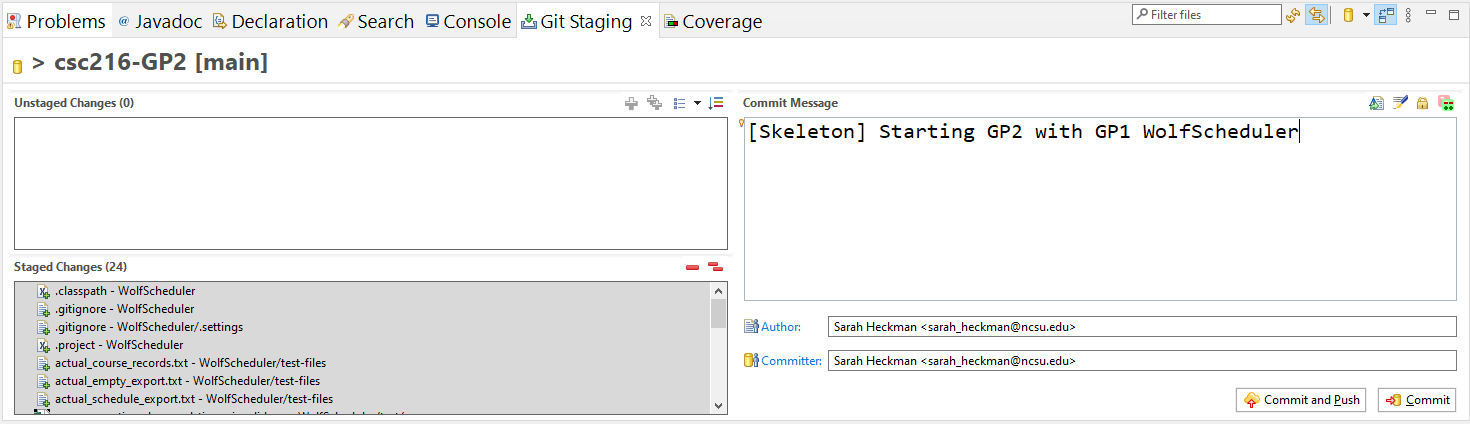 Problems @ Javadoc Declaration Search Console Git Staging Coverage
Filter files
> csc216-GP2 [main]
Unstaged Changes (0)
Staged Changes (24)
.classpath - WolfScheduler
.gitignore - WolfScheduler
.gitignore - WolfScheduler/.settings
.project - WolfScheduler
actual_course_records.txt - WolfScheduler/test-files
actual_empty_export.txt - WolfScheduler/test-files
actual_schedule_export.txt - WolfScheduler/test-files
Commit Message
[Skeleton] Starting GP2 with GP1 WolfScheduler
Author: Sarah Heckman <sarah_heckman@ncsu.edu>
Committer: Sarah Heckman <sarah_heckman@ncsu.edu>
Commit and Push Commit